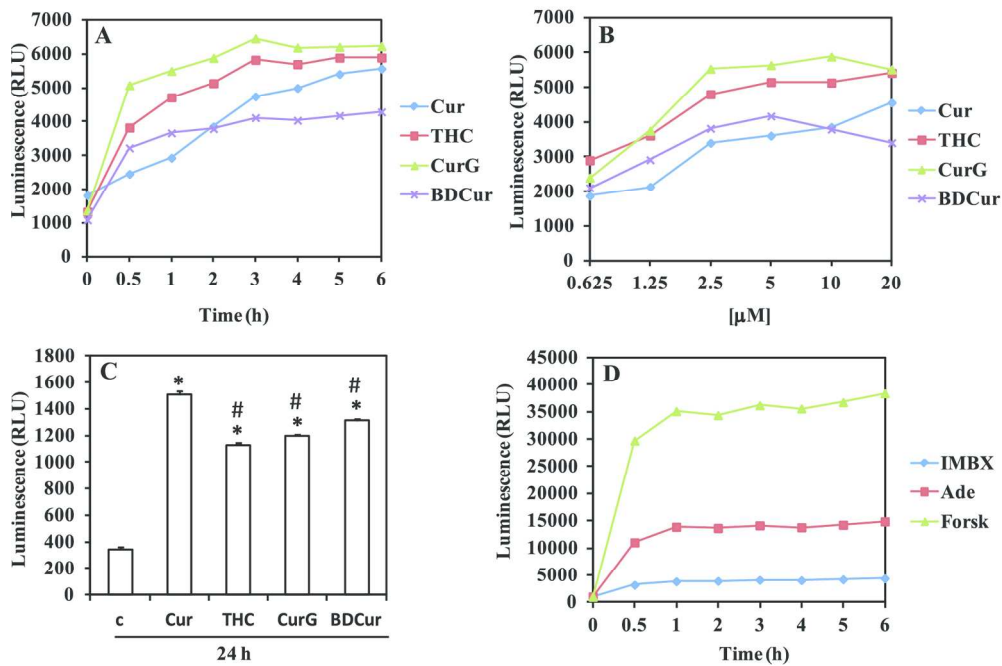 A
Luminescence (RLU)
7000
6000
5000
4000
3000
2000
1000
0
0 0.5 1 2 3 4 5 6
Time (h)
Cur
THC
CurG
BDCur
B
Luminescence (RLU)
7000
6000
5000
4000
3000
2000
1000
0
0.625 1.25 2.5 5 10 20
[µM]
Cur
THC
CurG
BDCur
C
Luminescence (RLU)
1800
1600
1400
1200
1000
800
600
400
200
0
*
# 
*
#
*
#
*
c Cur THC CurG BDCur
24 h
D
Luminescence (RLU)
45000
40000
35000
30000
25000
20000
15000
10000
5000
0
0 0.5 1 2 3 4 5 6
Time (h)
IMBX
Ade
Forsk